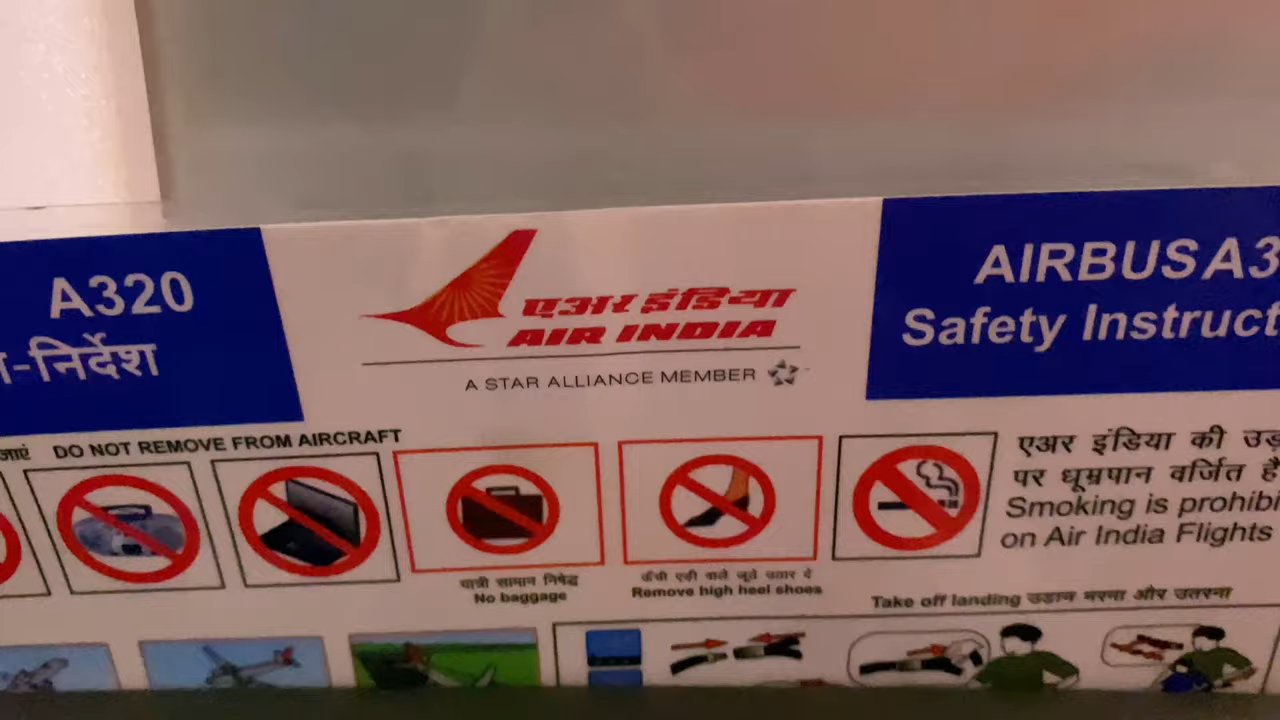 A320
-निर्देश
एअर इंडिया
AIR INDIA
A STAR ALLIANCE MEMBER
AIRBUS A3
Safety Instruct
जाएं DO NOT REMOVE FROM AIRCRAFT
यात्री सामान निषेद्ध
No baggage
ऊँची एड़ी वाले जूते उतार दे
Remove high heel shoes
एअर इंडिया की उड़
पर धूम्रपान वर्जित है
Smoking is prohibi
on Air India Flights
Take off landing उडान भरना और उतरना